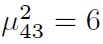 μ²₄₃ = 6